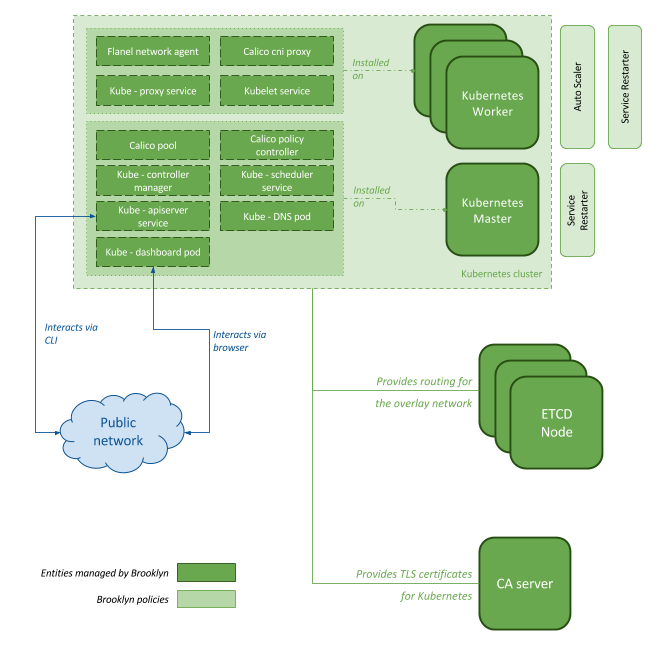 Flanel network agent
Calico cni proxy
Kube - proxy service
Kubelet service
Installed
on
Kubernetes
Worker
Auto Scaler
Service Restarter
Calico pool
Calico policy
controller
Kube - controller
manager
Kube - scheduler
service
Kube - apiserver
service
Kube - DNS pod
Kube - dashboard pod
Installed
on
Kubernetes
Master
Service
Restarter
Kubernetes cluster
Interacts via
CLI
Interacts via
browser
Public
network
Provides routing for
the overlay network
ETCD
Node
Provides TLS certificates
for Kubernetes
CA server
Entities managed by Brooklyn
Brooklyn policies